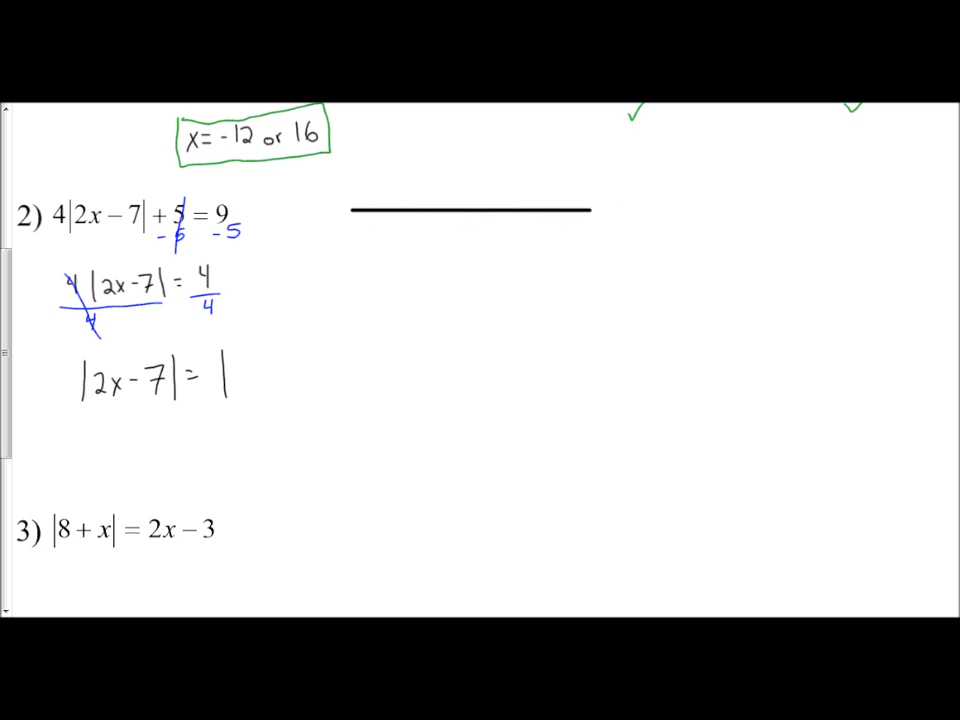 x = -12 or 16
2) 4|2x − 7| + 5 = 9
- 5 - 5
4 |2x - 7| = 4
4 4
|2x - 7| = 1
3) |8 + x| = 2x − 3